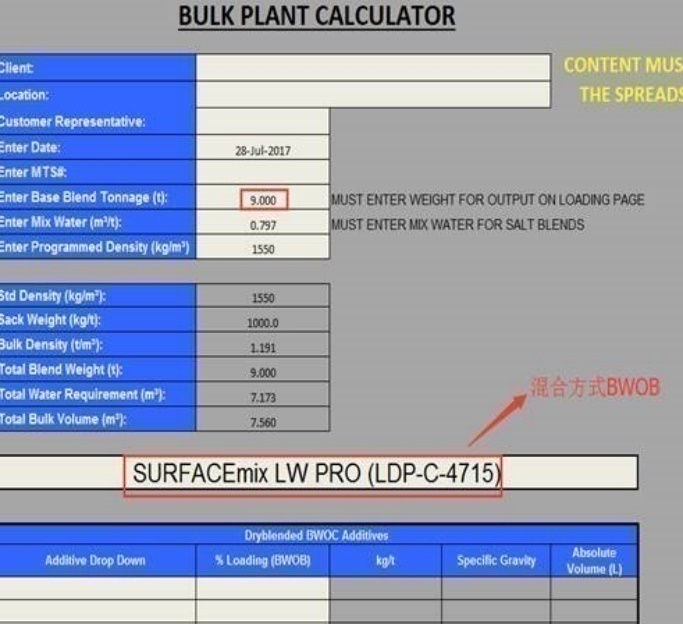 BULK PLANT CALCULATOR
Client:
CONTENT MUS
Location:
THE SPREADS
Customer Representative:
Enter Date: 28-Jul-2017
Enter MTS#:
Enter Base Blend Tonnage (t): 9.000 MUST ENTER WEIGHT FOR OUTPUT ON LOADING PAGE
Enter Mix Water (m³/t): 0.797 MUST ENTER MIX WATER FOR SALT BLENDS
Enter Programmed Density (kg/m³) 1550
Std Density (kg/m³): 1550
Sack Weight (kg/t): 1000.0
Bulk Density (t/m³): 1.191
Total Blend Weight (t): 9.000
Total Water Requirement (m³): 7.173
Total Bulk Volume (m³): 7.560
混合方式BWOB
SURFACEmix LW PRO (LDP-C-4715)
Dryblended BWOC Additives
Additive Drop Down % Loading (BWOB) kg/t Specific Gravity Absolute Volume (L)